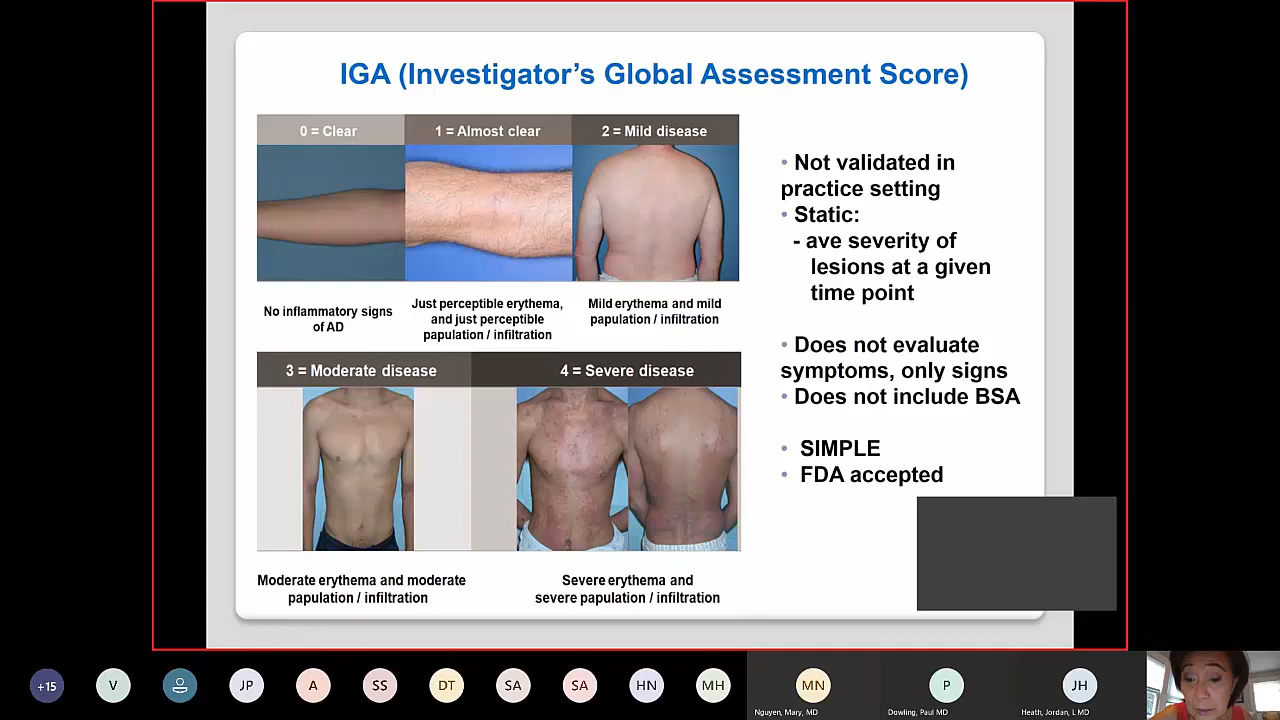 IGA (Investigator's Global Assessment Score)
0 = Clear
1 = Almost clear
2 = Mild disease
No inflammatory signs
of AD
Just perceptible erythema,
and just perceptible
papulation / infiltration
Mild erythema and mild
papulation / infiltration
3 = Moderate disease
4 = Severe disease
Moderate erythema and moderate
papulation / infiltration
Severe erythema and
severe papulation / infiltration
• Not validated in
practice setting
• Static:
- ave severity of
lesions at a given
time point
• Does not evaluate
symptoms, only signs
• Does not include BSA
• SIMPLE
• FDA accepted
+15
V
JP
A
SS
DT
SA
SA
HN
MH
MN
P
JH
Nguyen, Mary, MD
Dowling, Paul MD
Heath, Jordan, L MD